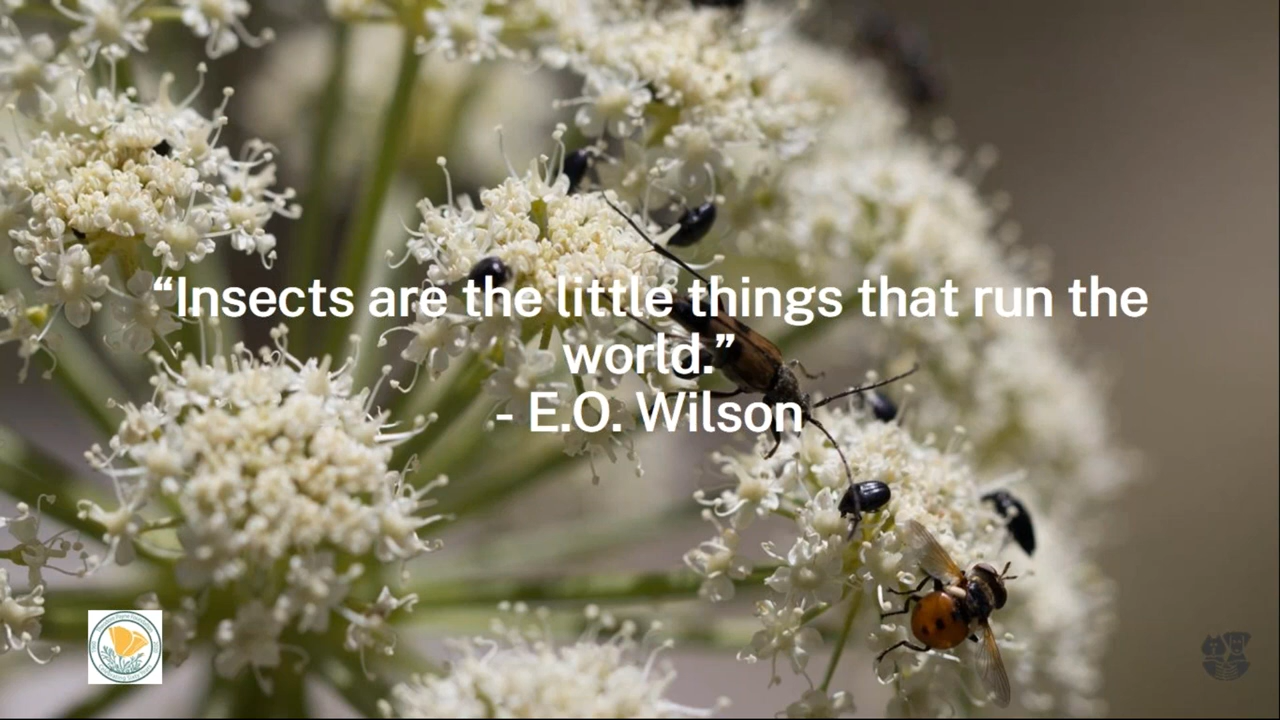 “Insects are the little things that run the
world.”
- E.O. Wilson